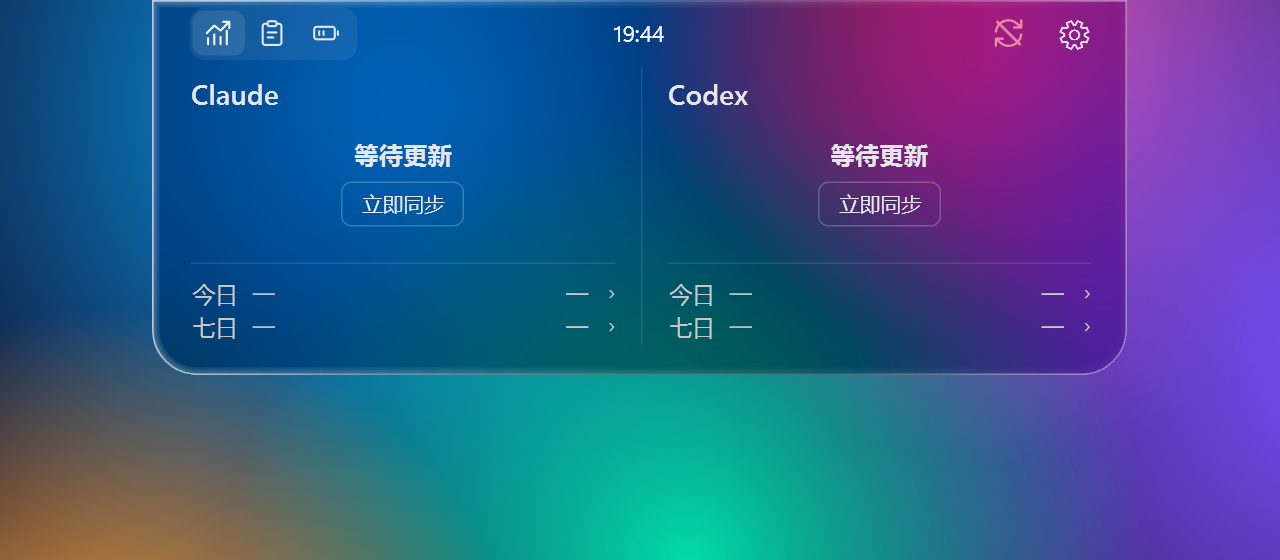 19:44
Claude
等待更新
立即同步
今日 — — ›
七日 — — ›
Codex
等待更新
立即同步
今日 — — ›
七日 — — ›